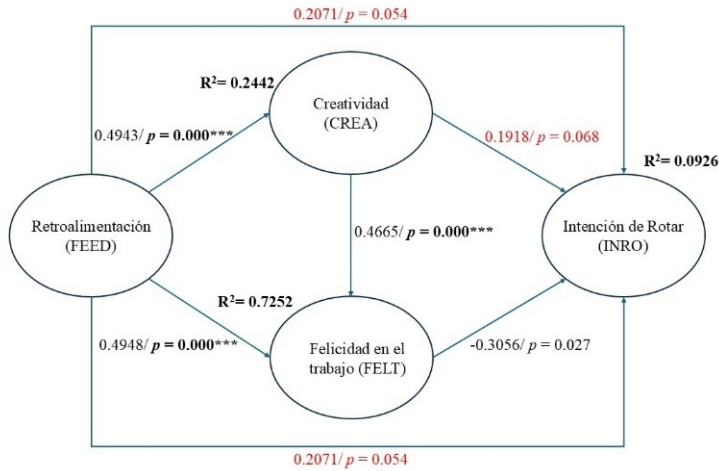 0.2071/ p = 0.054
R²= 0.2442
Creatividad
(CREA)
0.4943/ p = 0.000***
0.1918/ p = 0.068
R²= 0.0926
Retroalimentación
(FEED)
Intención de Rotar
(INRO)
0.4665/ p = 0.000***
R²= 0.7252
0.4948/ p = 0.000***
Felicidad en el
trabajo (FELT)
-0.3056/ p = 0.027
0.2071/ p = 0.054